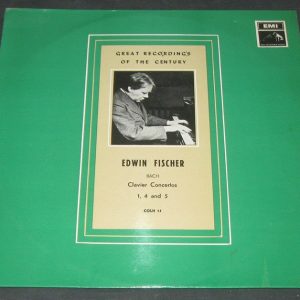 EMI
GREAT RECORDINGS
OF THE CENTURY
EDWIN FISCHER
BACH
Clavier Concertos
1, 4 and 5